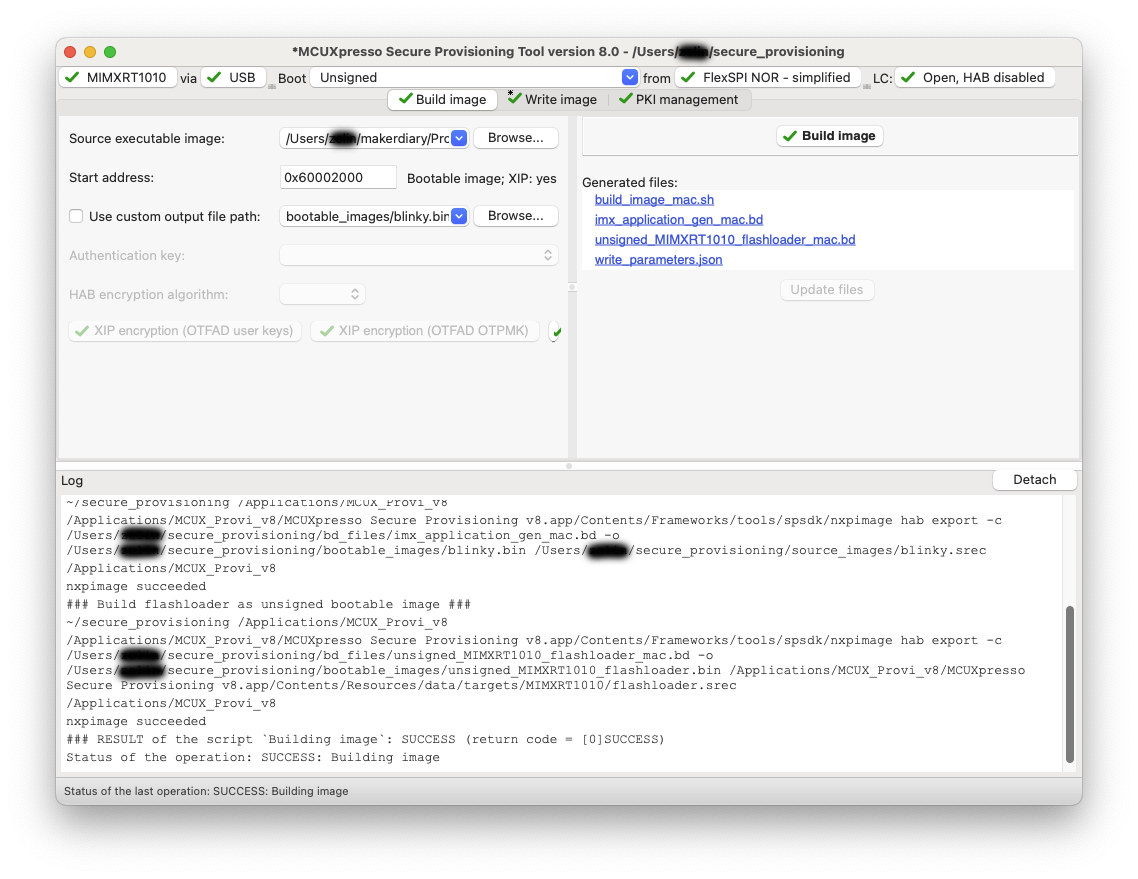 *MCUXpresso Secure Provisioning Tool version 8.0 - /Users/ /secure_provisioning
MIMXRT1010 via USB Boot Unsigned from FlexSPI NOR - simplified LC: Open, HAB disabled
Build image * Write image PKI management
Source executable image: /Users/ /makerdiary/Prc Browse...
Start address: 0x60002000 Bootable image; XIP: yes
Use custom output file path: bootable_images/blinky.bin Browse...
Authentication key:
HAB encryption algorithm:
XIP encryption (OTFAD user keys) XIP encryption (OTFAD OTPMK)
Build image
Generated files:
build_image_mac.sh
imx_application_gen_mac.bd
unsigned_MIMXRT1010_flashloader_mac.bd
write_parameters.json
Update files
Log Detach
~/secure_provisioning /Applications/MCUX_Provi_v8
/Applications/MCUX_Provi_v8/MCUXpresso Secure Provisioning v8.app/Contents/Frameworks/tools/spsdk/nxpimage hab export -c
/Users/ /secure_provisioning/bd_files/imx_application_gen_mac.bd -o
/Users/ /secure_provisioning/bootable_images/blinky.bin /Users/ /secure_provisioning/source_images/blinky.srec
/Applications/MCUX_Provi_v8
nxpimage succeeded
### Build flashloader as unsigned bootable image ###
~/secure_provisioning /Applications/MCUX_Provi_v8
/Applications/MCUX_Provi_v8/MCUXpresso Secure Provisioning v8.app/Contents/Frameworks/tools/spsdk/nxpimage hab export -c
/Users/ /secure_provisioning/bd_files/unsigned_MIMXRT1010_flashloader_mac.bd -o
/Users/ /secure_provisioning/bootable_images/unsigned_MIMXRT1010_flashloader.bin /Applications/MCUX_Provi_v8/MCUXpresso
Secure Provisioning v8.app/Contents/Resources/data/targets/MIMXRT1010/flashloader.srec
/Applications/MCUX_Provi_v8
nxpimage succeeded
### RESULT of the script `Building image`: SUCCESS (return code = [0]SUCCESS)
Status of the operation: SUCCESS: Building image
Status of the last operation: SUCCESS: Building image